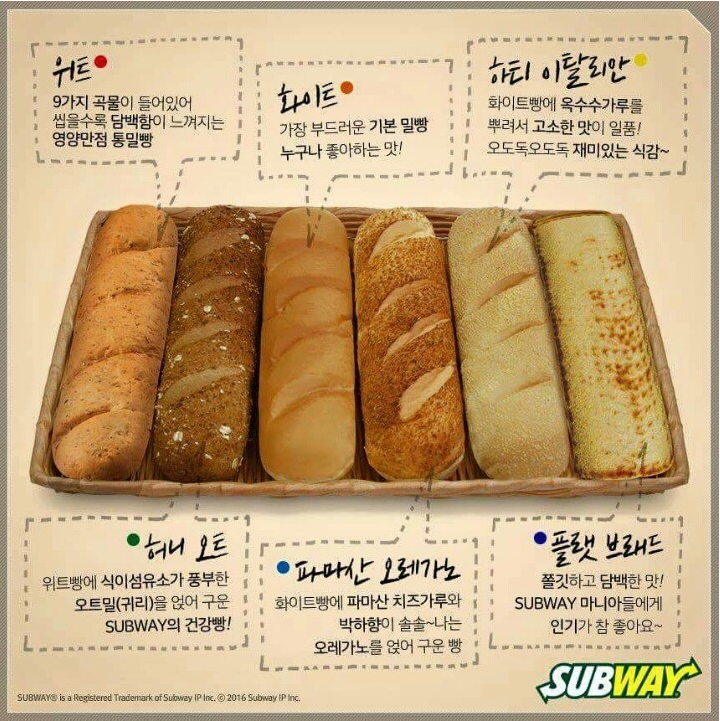 위트
9가지 곡물이 들어있어
씹을수록 담백함이 느껴지는
영양만점 통밀빵
화이트
가장 부드러운 기본 밀빵
누구나 좋아하는 맛!
하티 이탈리안
화이트빵에 옥수수가루를
뿌려서 고소한 맛이 일품!
오도독오도독 재미있는 식감~
허니 오트
위트빵에 식이섬유소가 풍부한
오트밀(귀리)을 얹어 구운
SUBWAY의 건강빵!
파마산 오레가노
화이트빵에 파마산 치즈가루와
박하향이 솔솔~나는
오레가노를 얹어 구운 빵
플랫 브래드
쫄깃하고 담백한 맛!
SUBWAY 마니아들에게
인기가 참 좋아요~
SUBWAY
SUBWAY® is a Registered Trademark of Subway IP Inc. © 2016 Subway IP Inc.